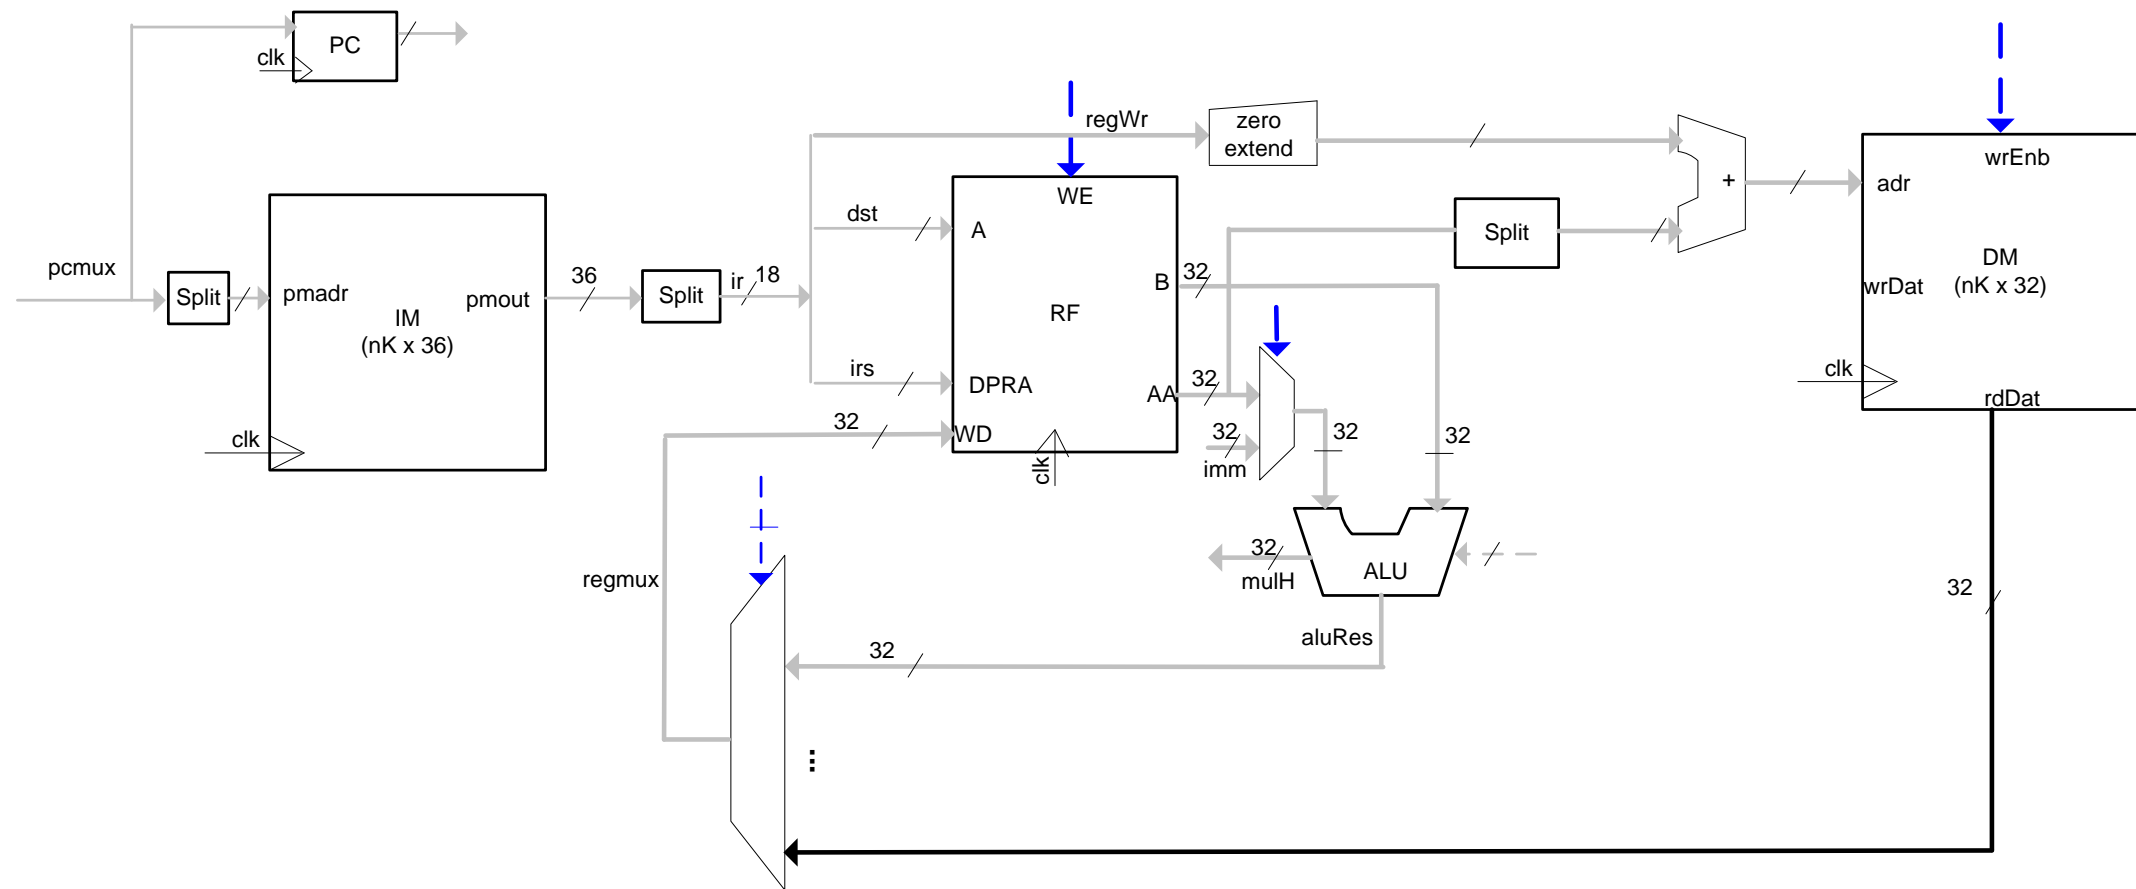 PC
clk
regWr
zero
extend
wrEnb
WE
adr
dst
A
+
Split
pcmux
Split
pmadr
pmout
36
Split
ir
18
B
32
DM
(nK x 32)
wrDat
IM
(nK x 36)
RF
irs
DPRA
AA
32
clk
rdDat
32
WD
clk
clk
32
imm
32
32
32
mulH
ALU
regmux
32
aluRes
32
...